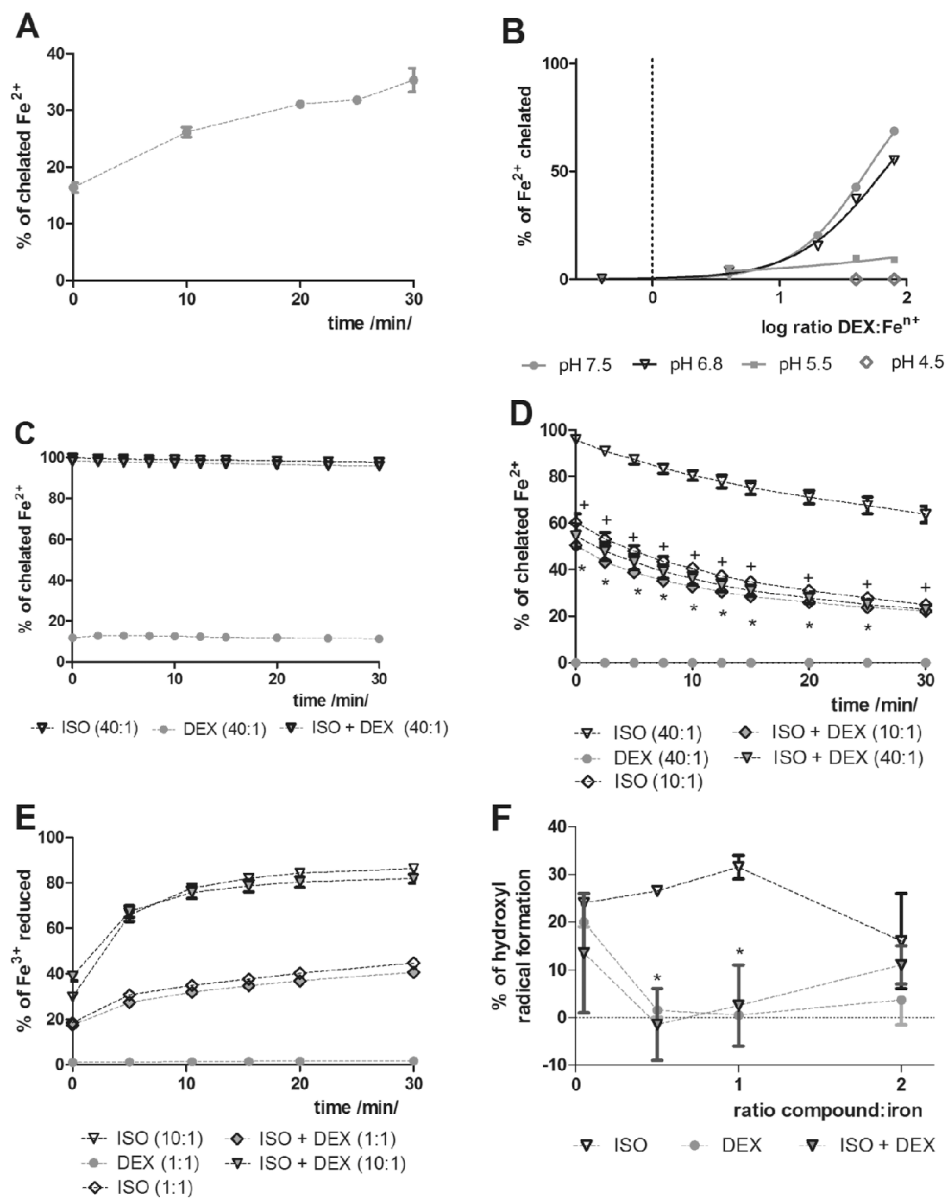 A
% of chelated Fe²⁺
40
30
20
10
0
0 10 20 30
time /min/
B
% of Fe²⁺ chelated
100
50
0
0 1 2
log ratio DEX:Feⁿ⁺
pH 7.5 pH 6.8 pH 5.5 pH 4.5
C
% of chelated Fe²⁺
100
80
60
40
20
0
0 10 20 30
time /min/
ISO (40:1) DEX (40:1) ISO + DEX (40:1)
D
% of chelated Fe²⁺
100
80
60
40
20
0
+ + + + + + + + +
* * * * * * * * *
0 10 20 30
time /min/
ISO (40:1) ISO + DEX (10:1)
DEX (40:1) ISO + DEX (40:1)
ISO (10:1)
E
% of Fe³⁺ reduced
100
80
60
40
20
0
0 10 20 30
time /min/
ISO (10:1) ISO + DEX (1:1)
DEX (1:1) ISO + DEX (10:1)
ISO (1:1)
F
% of hydroxyl
radical formation
40
30
20
10
0
-10
* *
0 1 2
ratio compound:iron
ISO DEX ISO + DEX